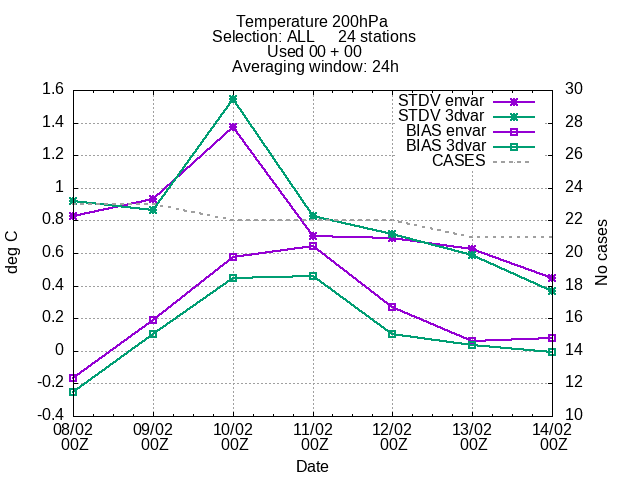 Temperature 200hPa
Selection: ALL 24 stations
Used 00 + 00
Averaging window: 24h
STDV envar
STDV 3dvar
BIAS envar
BIAS 3dvar
CASES
deg C
1.6
1.4
1.2
1
0.8
0.6
0.4
0.2
0
-0.2
-0.4
30
28
26
24
22
20
18
16
14
12
10
No cases
08/02 09/02 10/02 11/02 12/02 13/02 14/02
00Z 00Z 00Z 00Z 00Z 00Z 00Z
Date